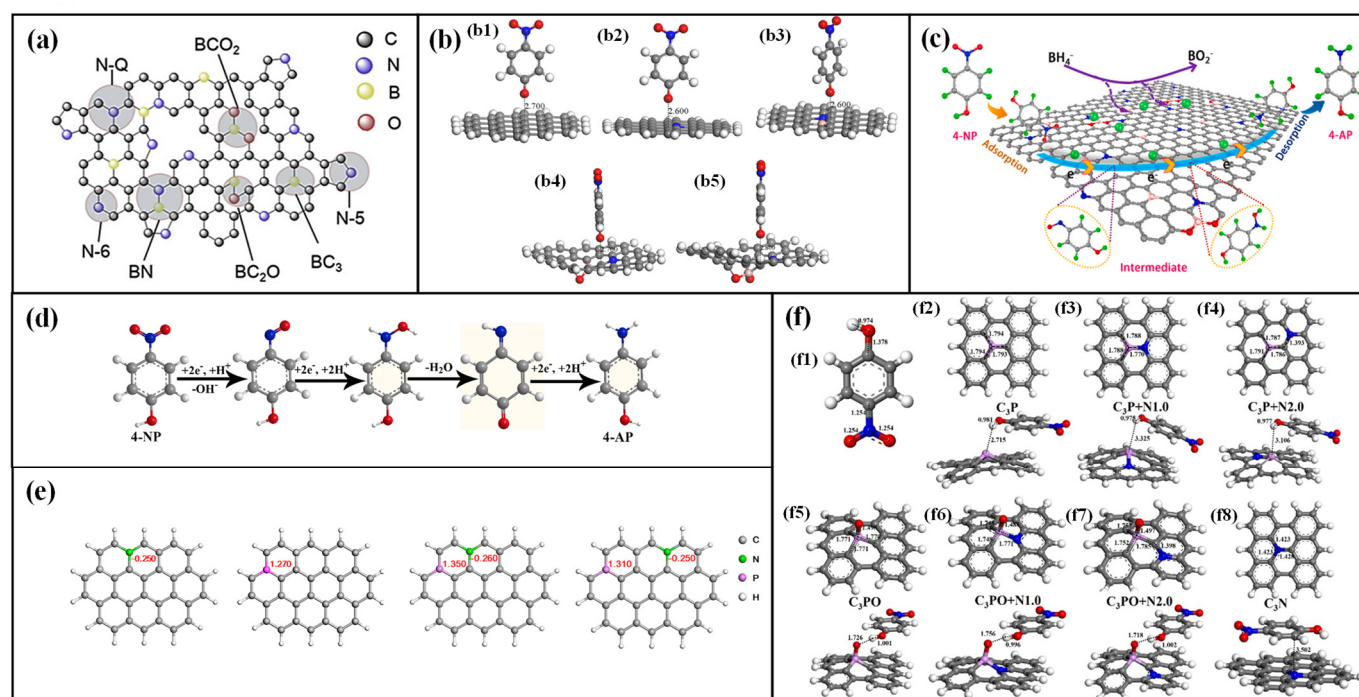 (a)
BCO2
N-Q
C
N
B
O
N-5
N-6
BN
BC2O
BC3
(b)
(b1)
(b2)
(b3)
2.700
2.600
2.600
(b4)
(b5)
(c)
BH4-
BO2-
4-NP
4-AP
Adsorption
Desorption
e-
e-
e-
Intermediate
(d)
+2e-, +H+
-OH-
+2e-, +2H+
-H2O
+2e-, +2H+
4-NP
4-AP
(e)
-0.250
1.270
1.350
-0.260
1.310
-0.250
C
N
P
H
(f)
(f1)
0.974
1.378
1.254
1.254
1.254
(f2)
1.794
1.794
1.793
C3P
0.981
2.715
(f3)
1.788
1.788
1.770
C3P+N1.0
0.978
3.325
(f4)
1.787
1.393
1.791
1.786
C3P+N2.0
0.977
3.106
(f5)
1.771
1.771
C3PO
1.726
1.001
(f6)
1.748
1.771
C3PO+N1.0
1.756
0.996
(f7)
1.752
1.785
1.398
C3PO+N2.0
1.718
1.002
(f8)
1.423
1.423
C3N
3.502